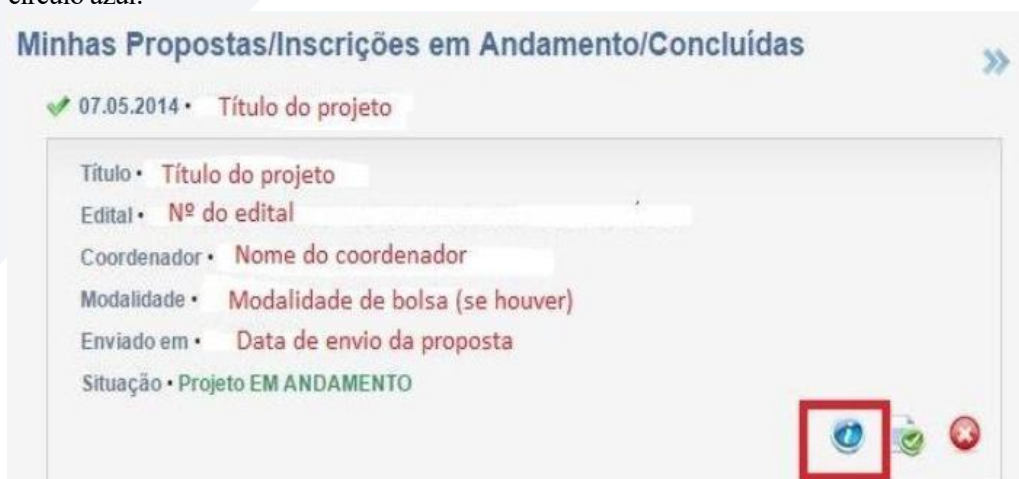 círculo azul.
Minhas Propostas/Inscrições em Andamento/Concluídas
07.05.2014 • Título do projeto
Título • Título do projeto
Edital • Nº do edital
Coordenador • Nome do coordenador
Modalidade • Modalidade de bolsa (se houver)
Enviado em • Data de envio da proposta
Situação • Projeto EM ANDAMENTO